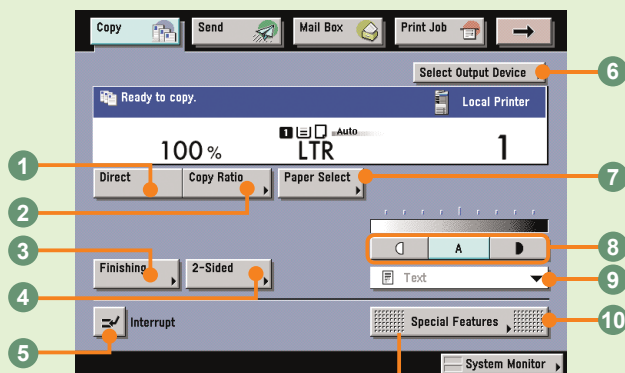 Copy Send Mail Box Print Job →
Select Output Device 6
Ready to copy. Local Printer
1 Auto
100 % LTR 1
1 Direct Copy Ratio Paper Select 7
2
A 8
3 Finishing 2-Sided
Text 9
4
Interrupt Special Features 10
5
System Monitor